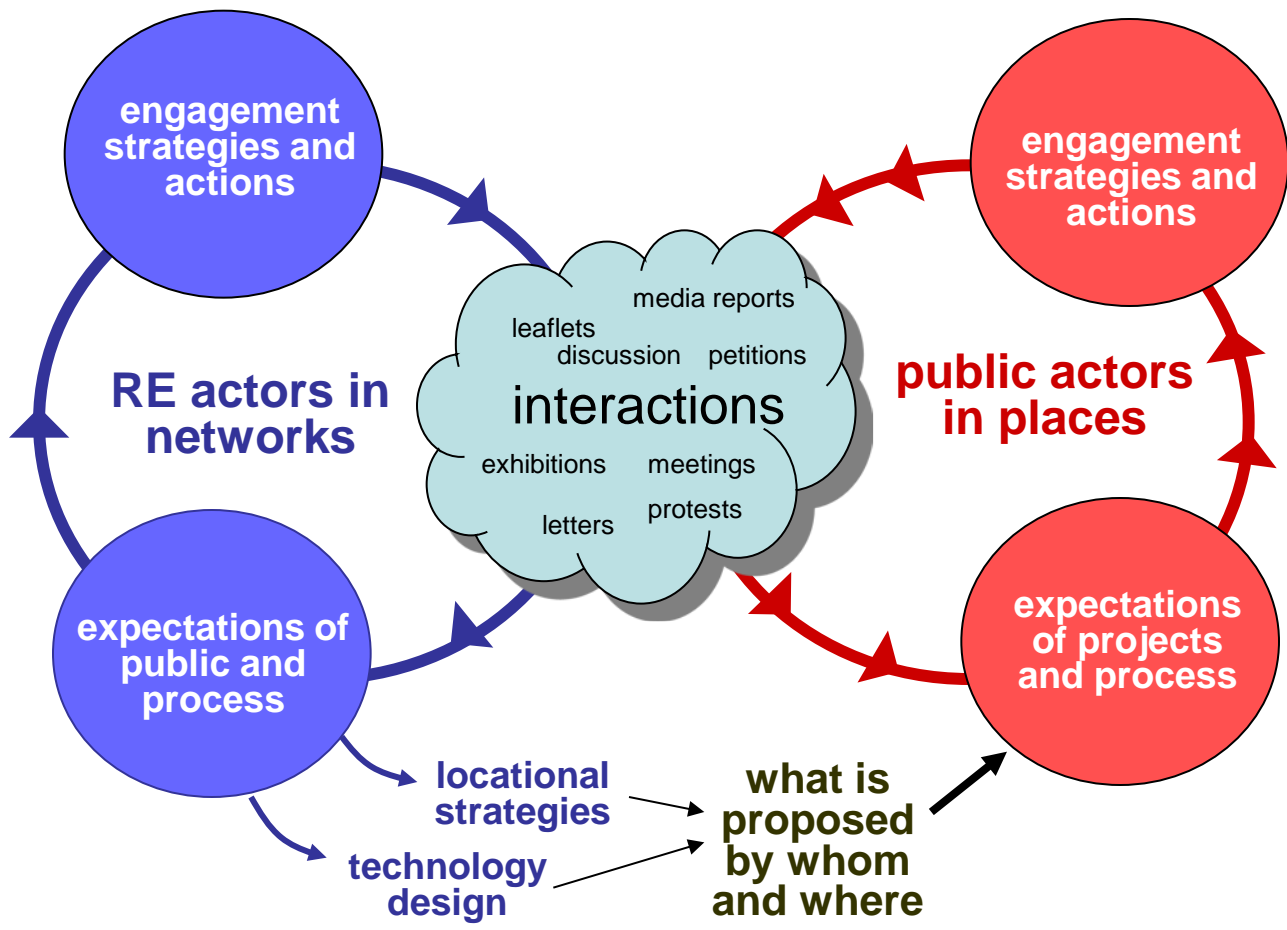 engagement
strategies and
actions
engagement
strategies and
actions
media reports
leaflets
discussion petitions
interactions
RE actors in
networks
public actors
in places
exhibitions meetings
protests
letters
expectations of
public and
process
expectations
of projects
and process
locational
strategies
technology
design
what is
proposed
by whom
and where